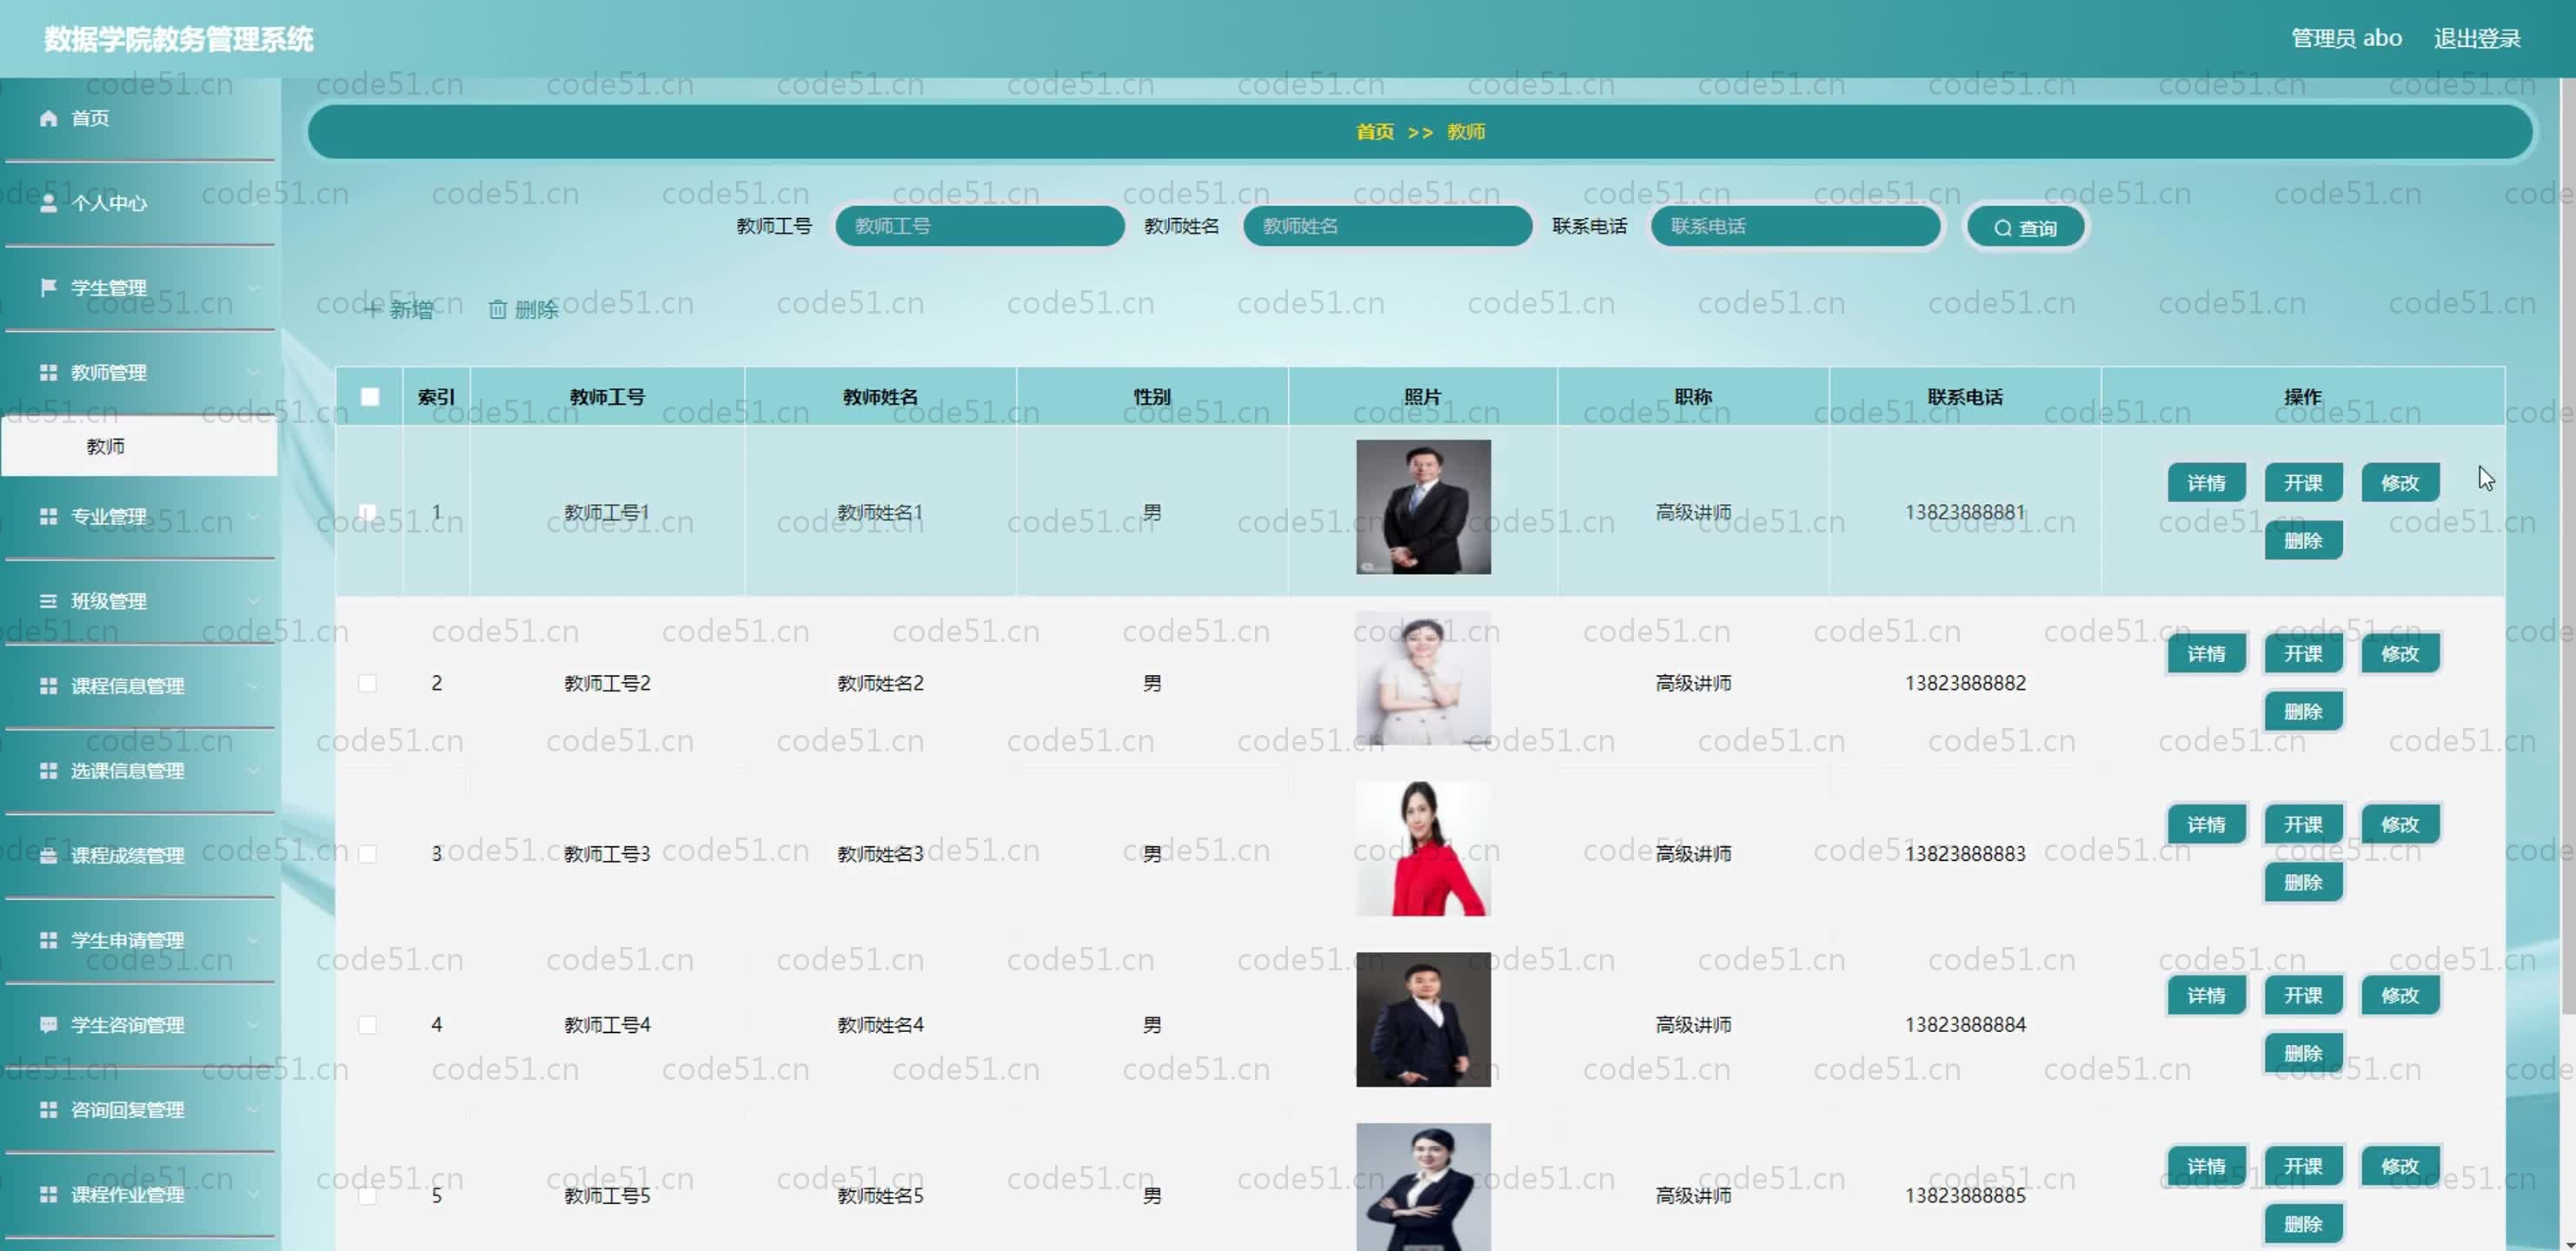 数据学院教务管理系统
管理员 abo 退出登录
首页
个人中心
学生管理
教师管理
教师
专业管理
班级管理
课程信息管理
选课信息管理
课程成绩管理
学生申请管理
学生咨询管理
咨询回复管理
课程作业管理
首页 >> 教师
教师工号 教师工号 教师姓名 教师姓名 联系电话 联系电话 查询
新增 删除
索引 教师工号 教师姓名 性别 照片 职称 联系电话 操作
1 教师工号1 教师姓名1 男 高级讲师 13823888881 详情 开课 修改
删除
2 教师工号2 教师姓名2 男 高级讲师 13823888882 详情 开课 修改
删除
3 教师工号3 教师姓名3 男 高级讲师 13823888883 详情 开课 修改
删除
4 教师工号4 教师姓名4 男 高级讲师 13823888884 详情 开课 修改
删除
5 教师工号5 教师姓名5 男 高级讲师 13823888885 详情 开课 修改
删除
code51.cn